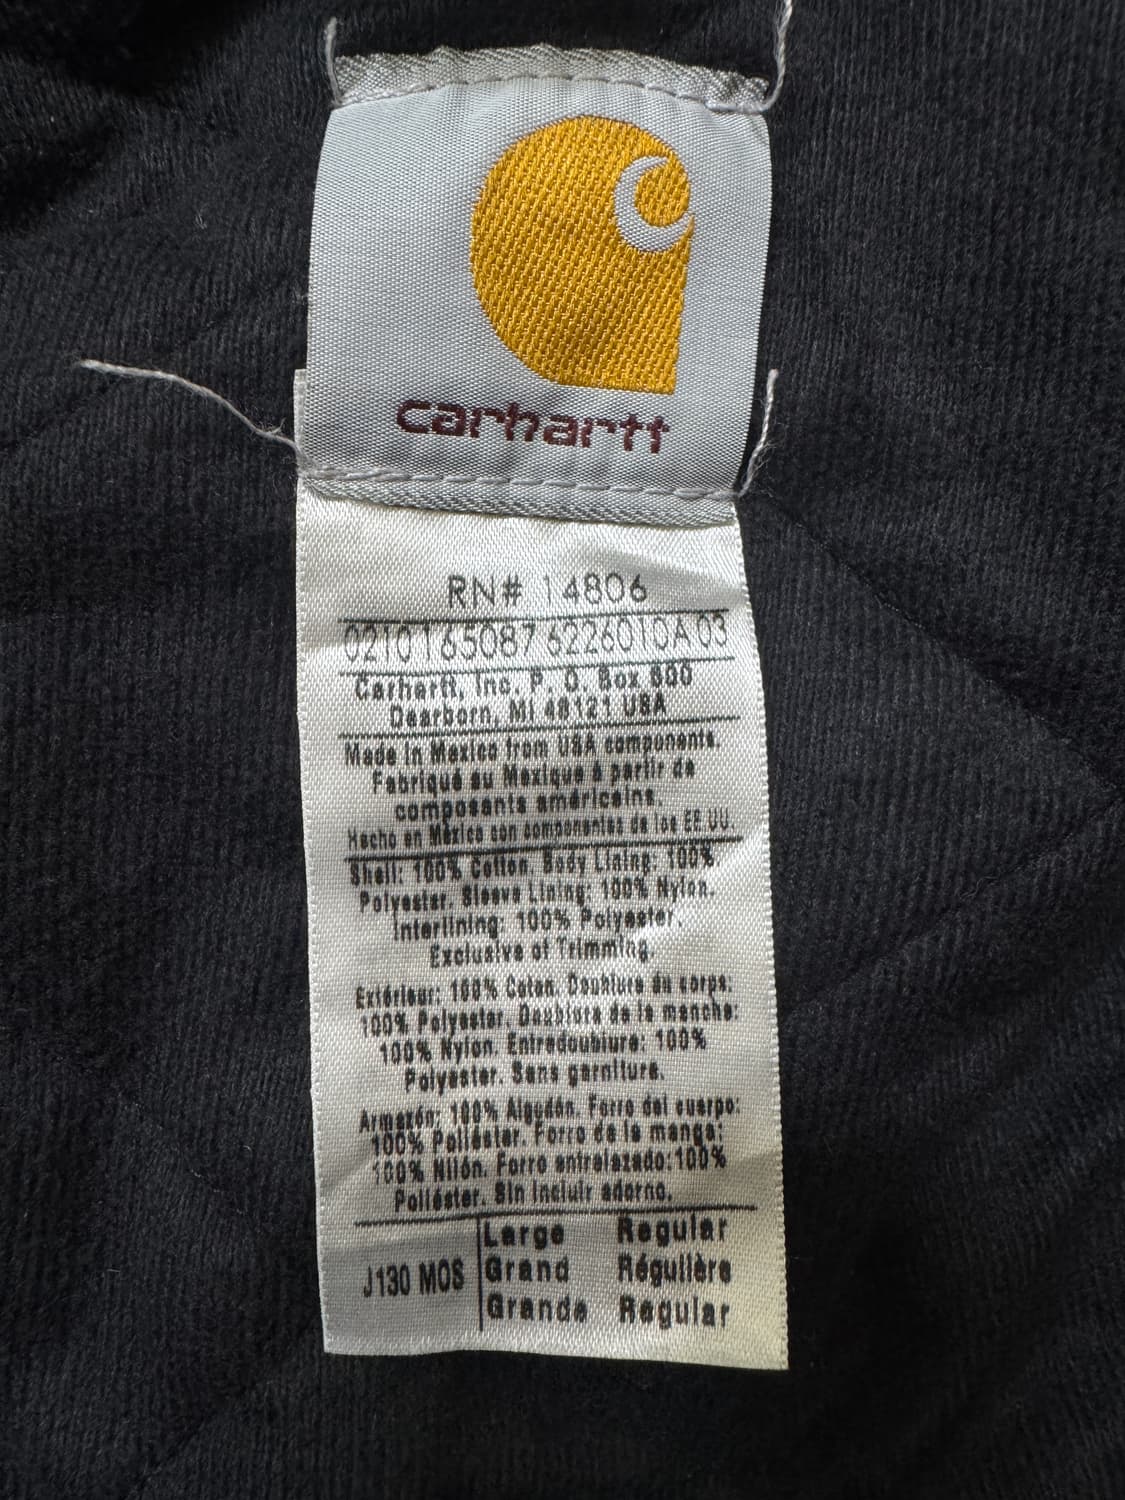 carhartt
RN# 14806
0210165087 6226010A 03
Carhartt, Inc. P. O. Box 600
Dearborn, MI 48121 USA
Made in Mexico from USA components.
Fabriqué au Mexique à partir de
composants américains.
Hecho en México con componentes de los EE.UU.
Shell: 100% Cotton. Body Lining: 100%
Polyester. Sleeve Lining: 100% Nylon.
Interlining: 100% Polyester.
Exclusive of Trimming.
Extérieur: 100% Coton. Doublure du corps:
100% Polyester. Doublure de la manche:
100% Nylon. Entredoublure: 100%
Polyester. Sans garniture.
Armazón: 100% Algodón. Forro del cuerpo:
100% Poliéster. Forro de la manga:
100% Nilón. Forro entrelazado:100%
Poliéster. Sin incluir adorno.
J130 MOS
Large Regular
Grand Régulière
Grande Regular